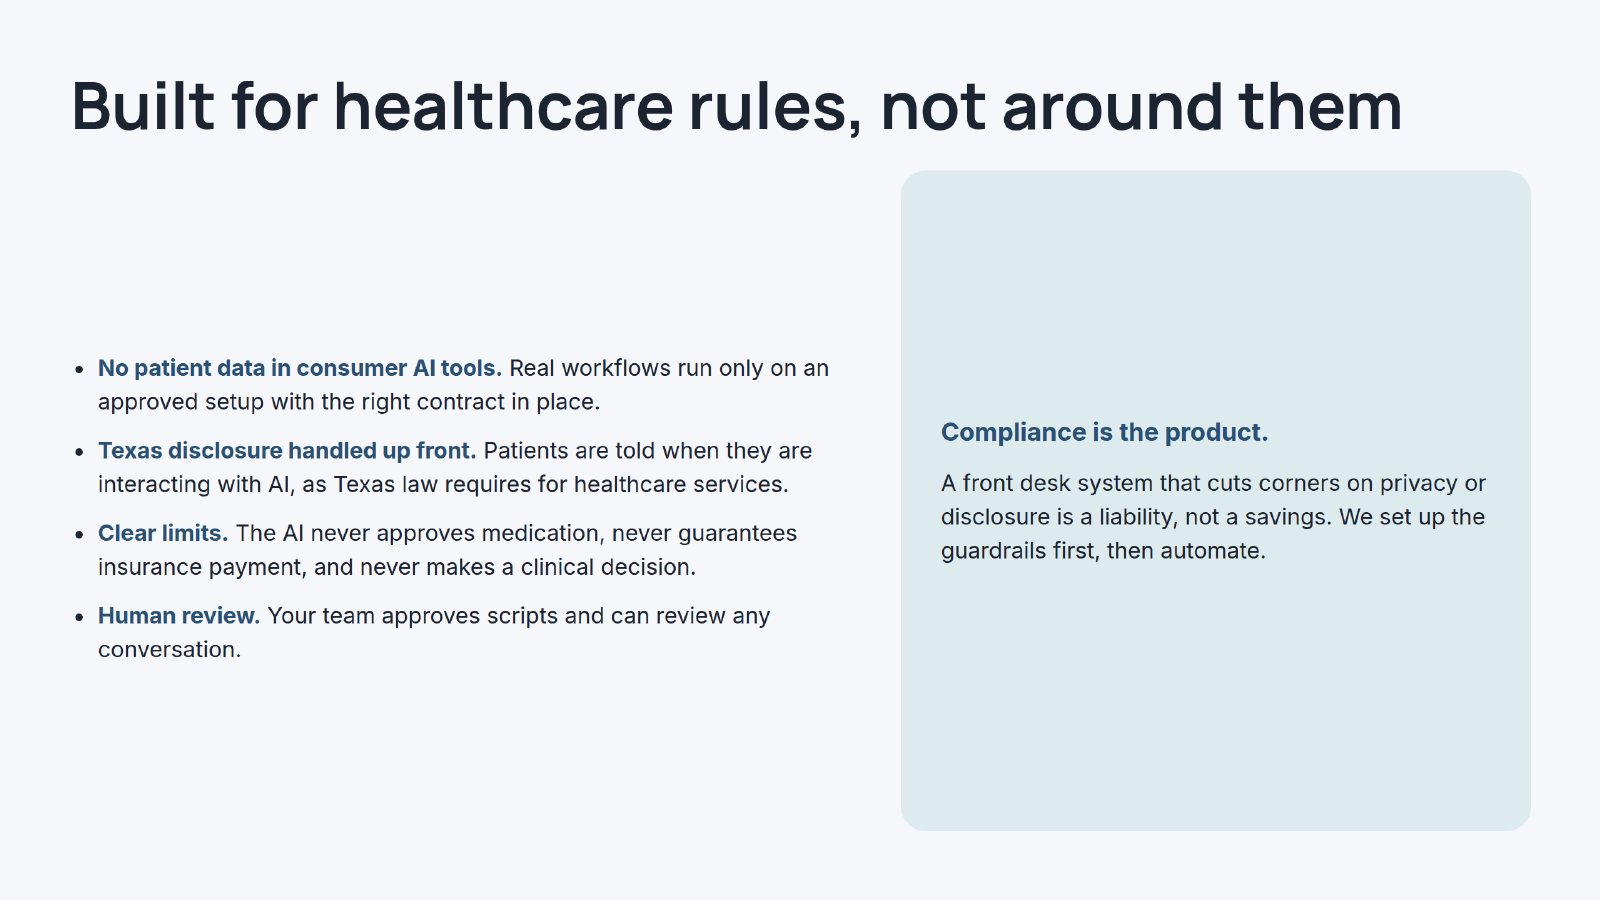 Built for healthcare rules, not around them
• No patient data in consumer AI tools. Real workflows run only on an
approved setup with the right contract in place.
• Texas disclosure handled up front. Patients are told when they are
interacting with AI, as Texas law requires for healthcare services.
• Clear limits. The AI never approves medication, never guarantees
insurance payment, and never makes a clinical decision.
• Human review. Your team approves scripts and can review any
conversation.
Compliance is the product.
A front desk system that cuts corners on privacy or
disclosure is a liability, not a savings. We set up the
guardrails first, then automate.